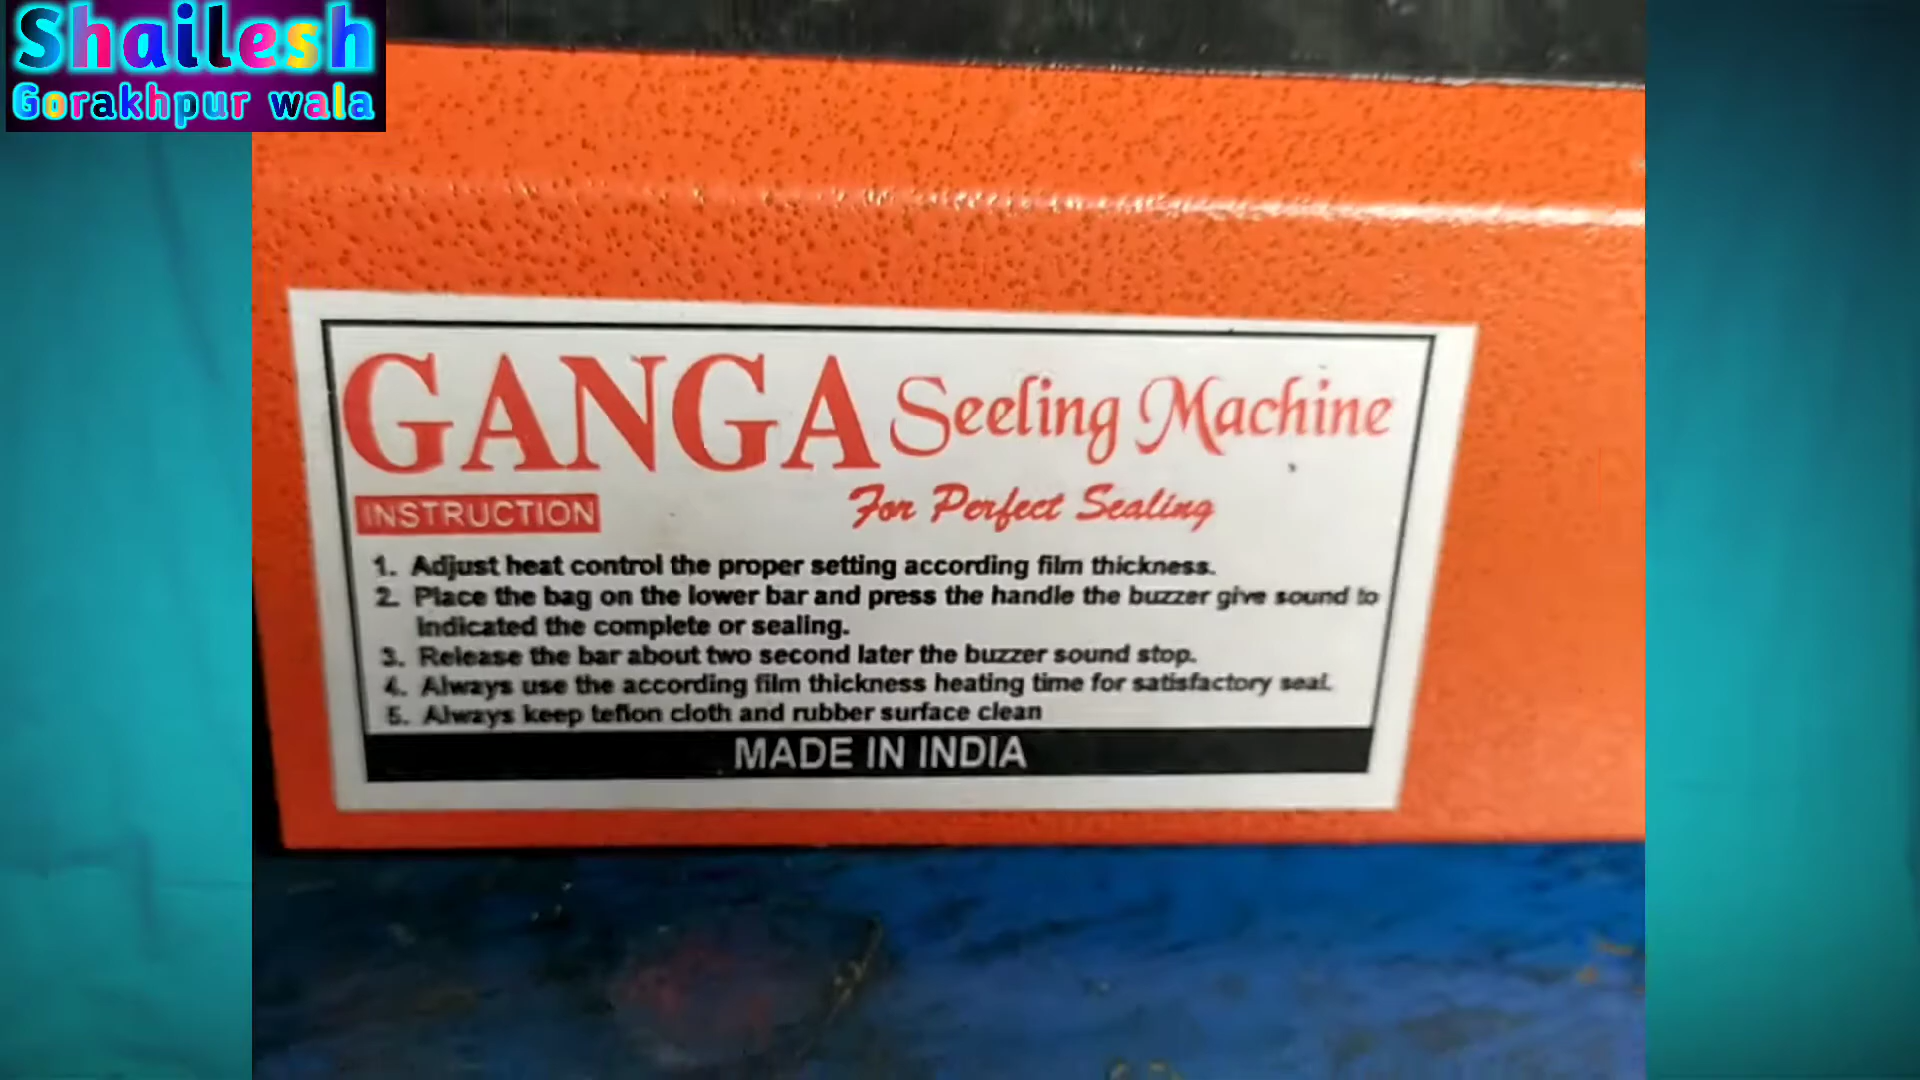 Shailesh
Gorakhpur wala
GANGA Seeling Machine
INSTRUCTION
For Perfect Sealing
1. Adjust heat control the proper setting according film thickness.
2. Place the bag on the lower bar and press the handle the buzzer give sound to
indicated the complete or sealing.
3. Release the bar about two second later the buzzer sound stop.
4. Always use the according film thickness heating time for satisfactory seal.
5. Always keep teflon cloth and rubber surface clean
MADE IN INDIA